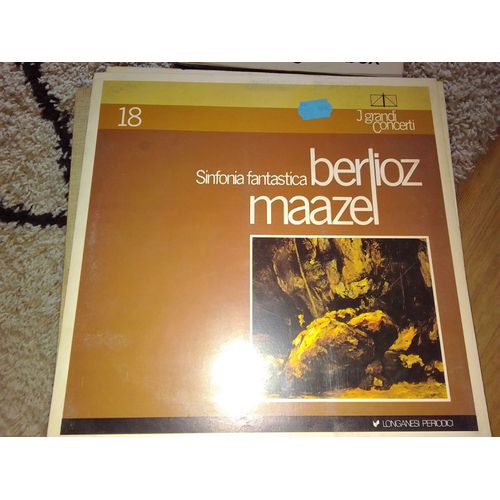 18
J grandi
Concerti
Sinfonia fantastica berlioz
maazel
LONGANESI PERIODICI